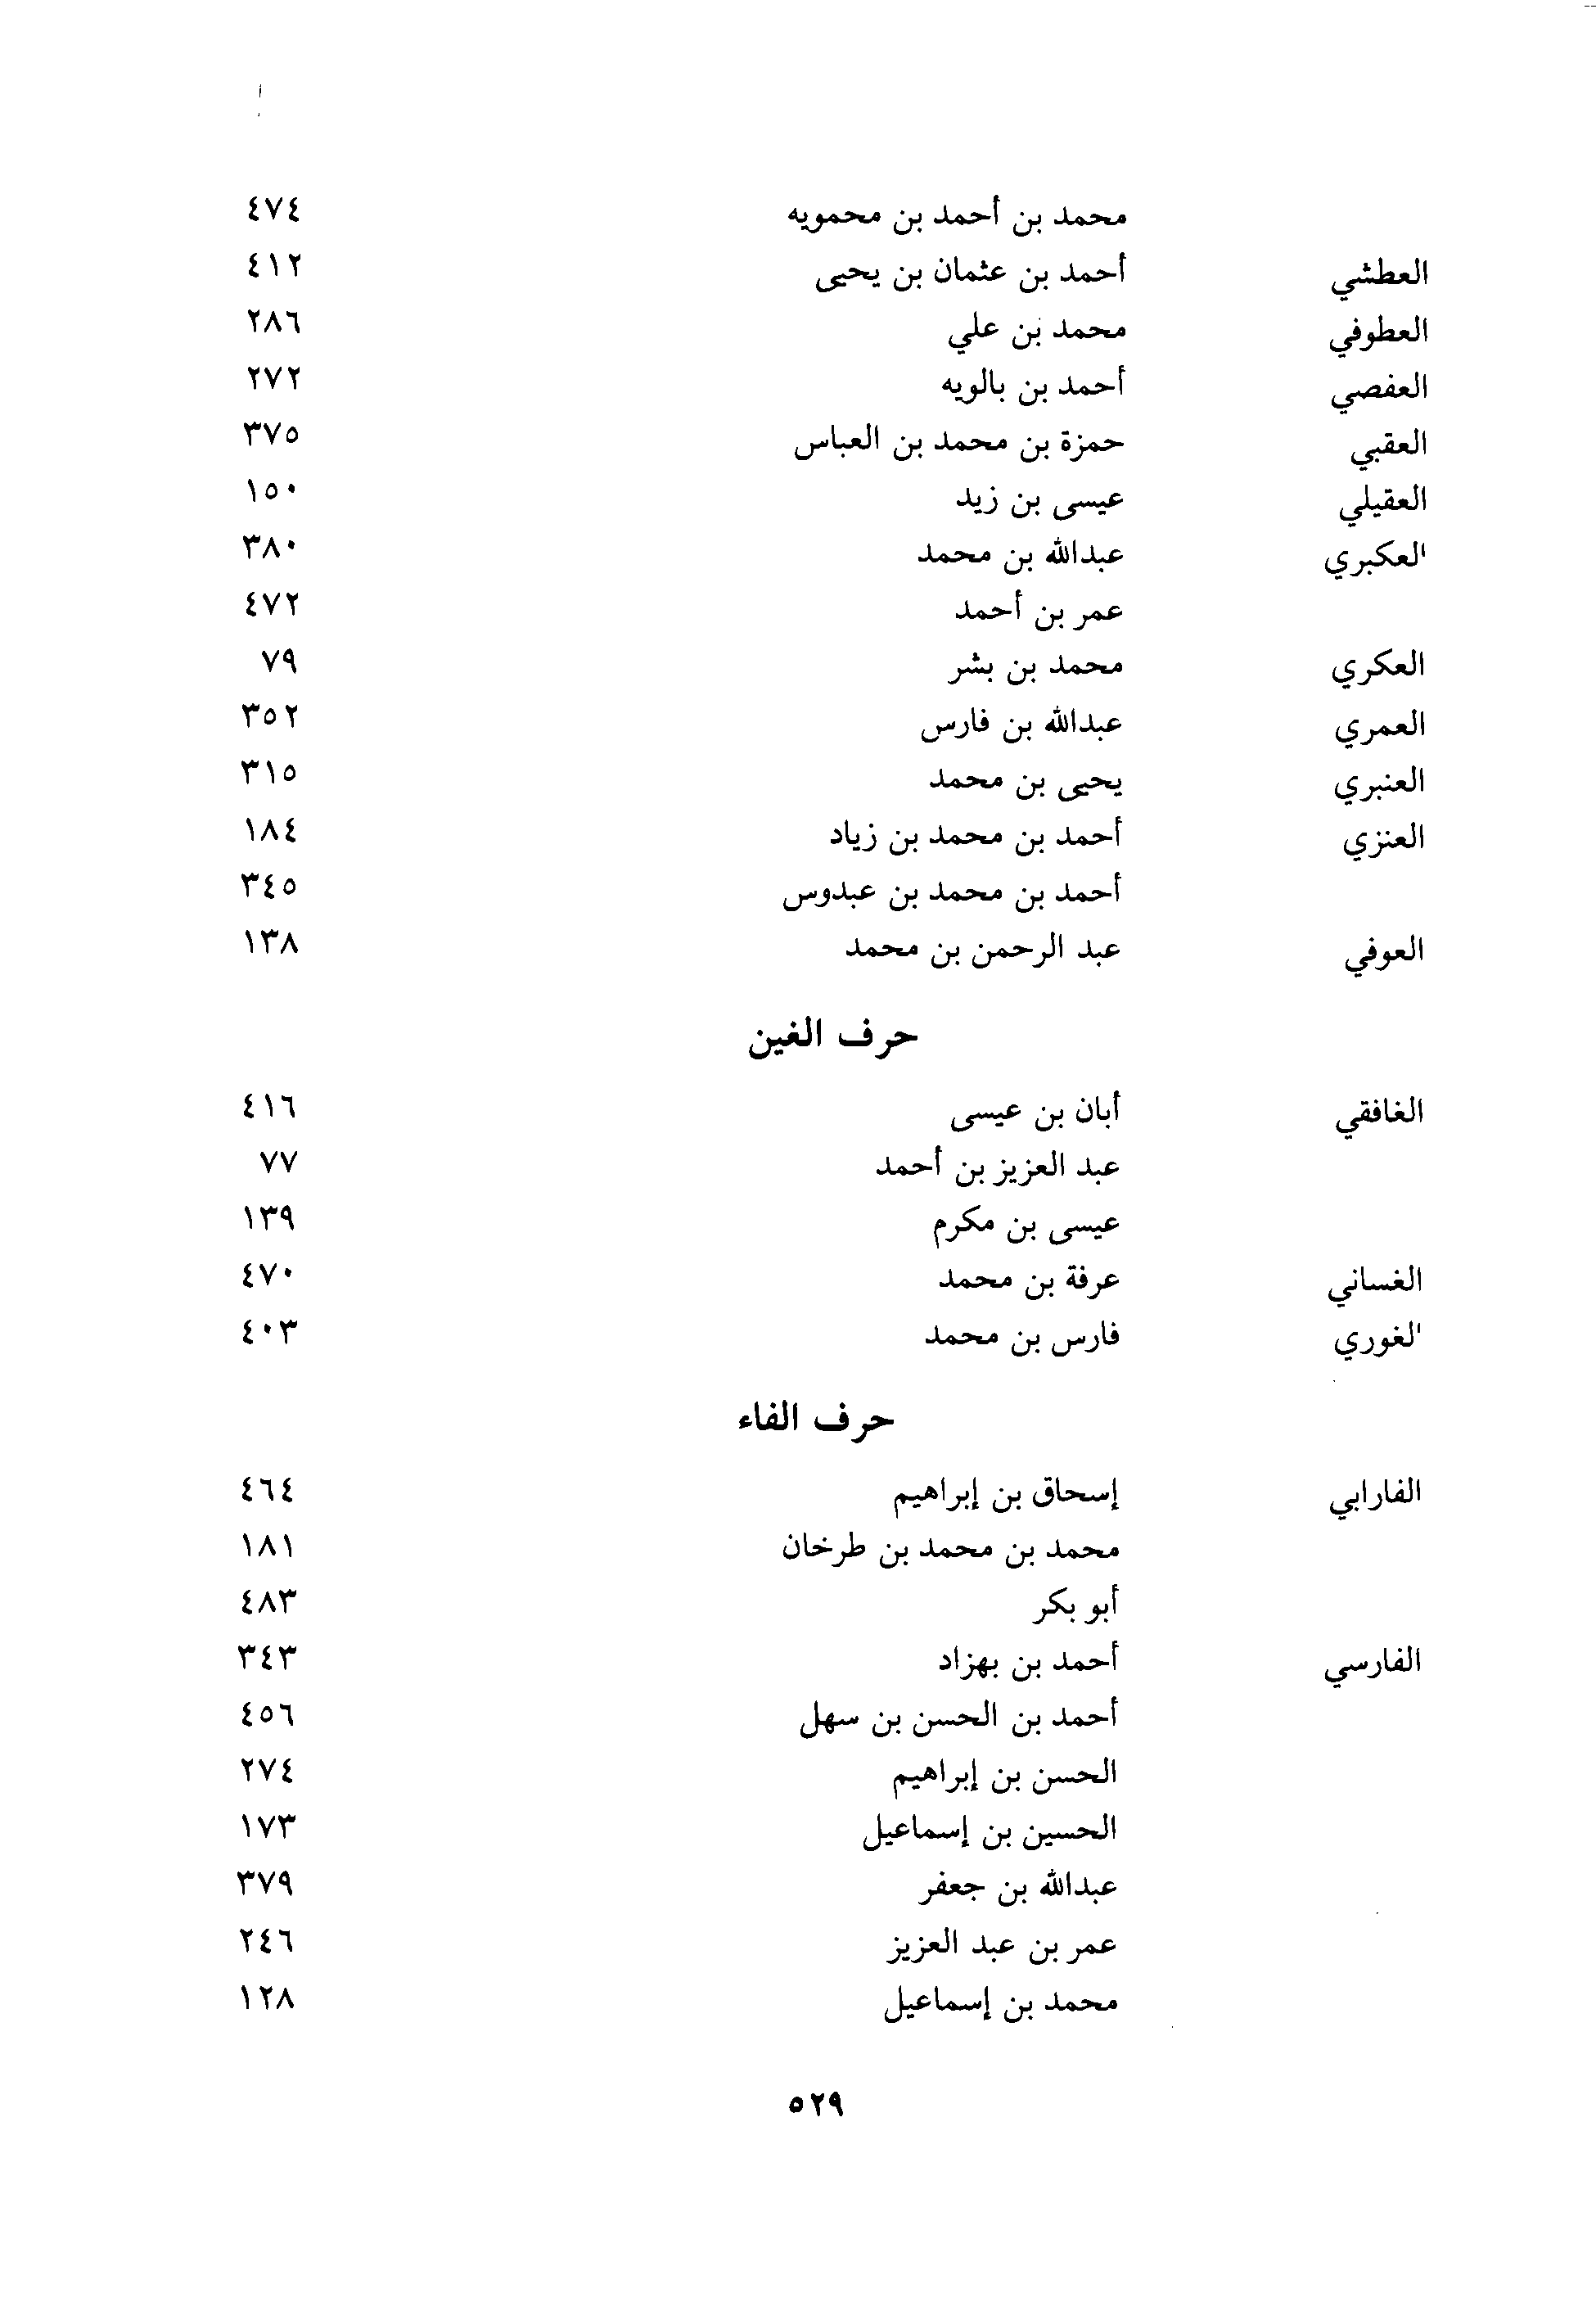 محمد بن أحمد بن محمويه ٤٧٤
العطشي أحمد بن عثمان بن يحيى ٤١٢
العطوفي محمد بن علي ٢٨٦
العفصي أحمد بن بالويه ٢٧٢
العقبي حمزة بن محمد بن العباس ٣٧٥
العقيلي عيسى بن زيد ١٥٠
العكبري عبدالله بن محمد ٣٨٠
عمر بن أحمد ٤٧٢
العكري محمد بن بشر ٧٩
العمري عبدالله بن فارس ٣٥٢
العنبري يحيى بن محمد ٣١٥
العنزي أحمد بن محمد بن زياد ١٨٤
أحمد بن محمد بن عبدوس ٣٤٥
العوفي عبد الرحمن بن محمد ١٣٨
حرف الغين
الغافقي أبان بن عيسى ٤١٦
عبد العزيز بن أحمد ٧٧
عيسى بن مكرم ١٣٩
الغساني عرفة بن محمد ٤٧٠
الغوري فارس بن محمد ٤٠٣
حرف الفاء
الفارابي إسحاق بن إبراهيم ٤٦٤
محمد بن محمد بن طرخان ١٨١
أبو بكر ٤٨٣
الفارسي أحمد بن بهزاد ٣٤٣
أحمد بن الحسن بن سهل ٤٥٦
الحسن بن إبراهيم ٢٧٤
الحسين بن إسماعيل ١٧٣
عبدالله بن جعفر ٣٧٩
عمر بن عبد العزيز ٢٤٦
محمد بن إسماعيل ١٢٨
٥٢٩